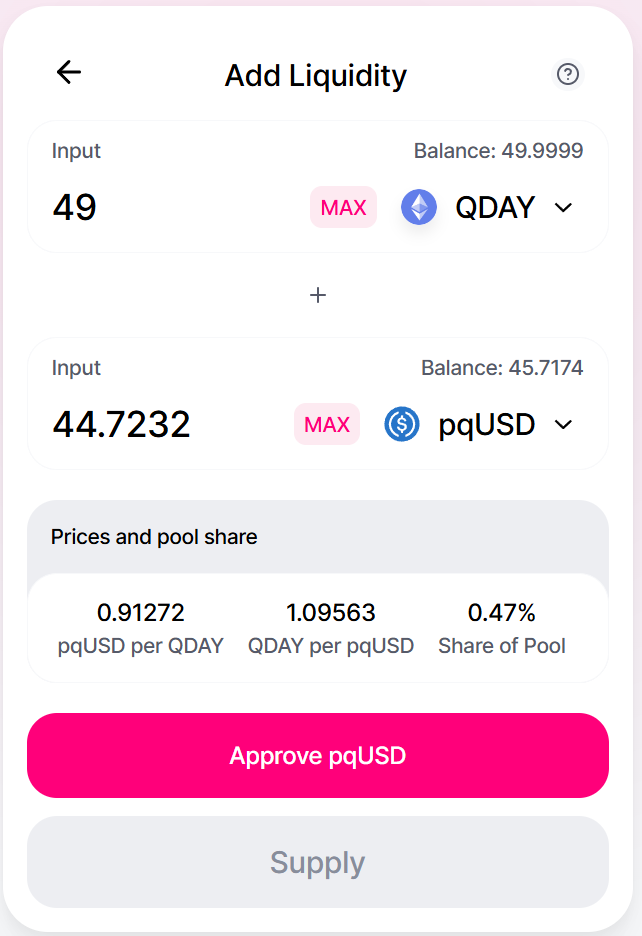 Add Liquidity
Input Balance: 49.9999
49 MAX QDAY
+
Input Balance: 45.7174
44.7232 MAX pqUSD
Prices and pool share
0.91272 1.09563 0.47%
pqUSD per QDAY QDAY per pqUSD Share of Pool
Approve pqUSD
Supply